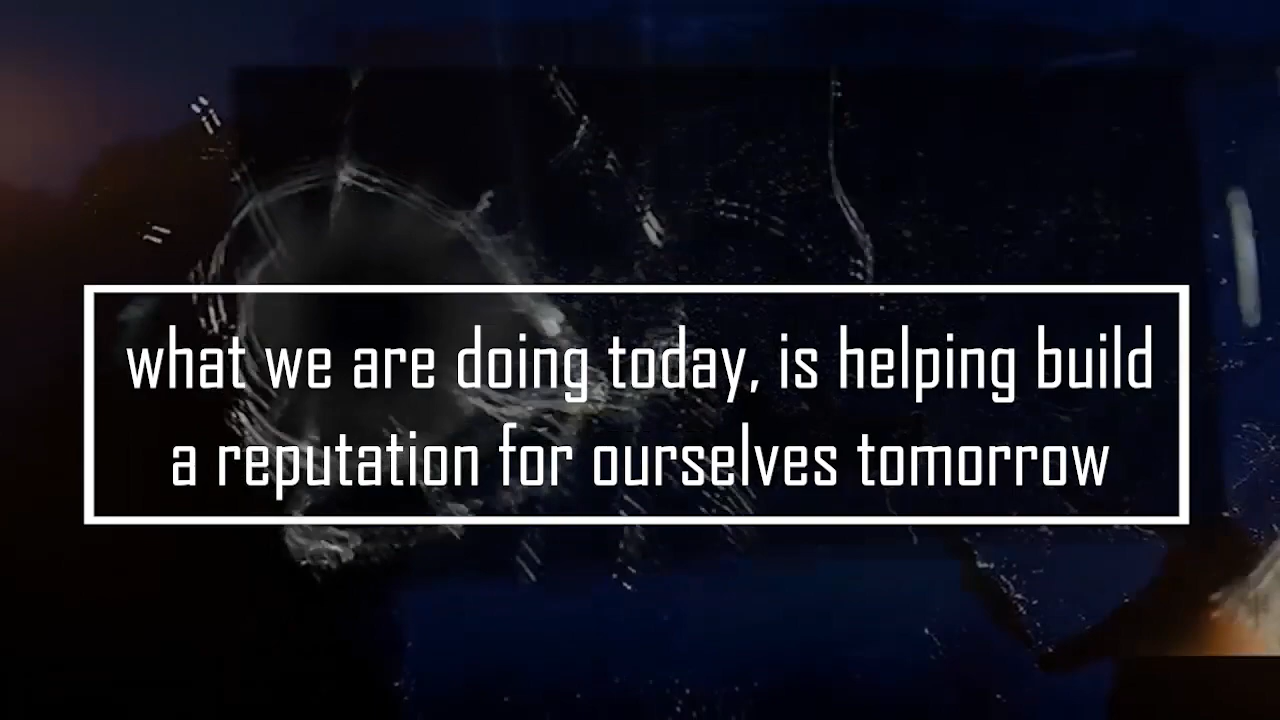 what we are doing today, is helping build
a reputation for ourselves tomorrow